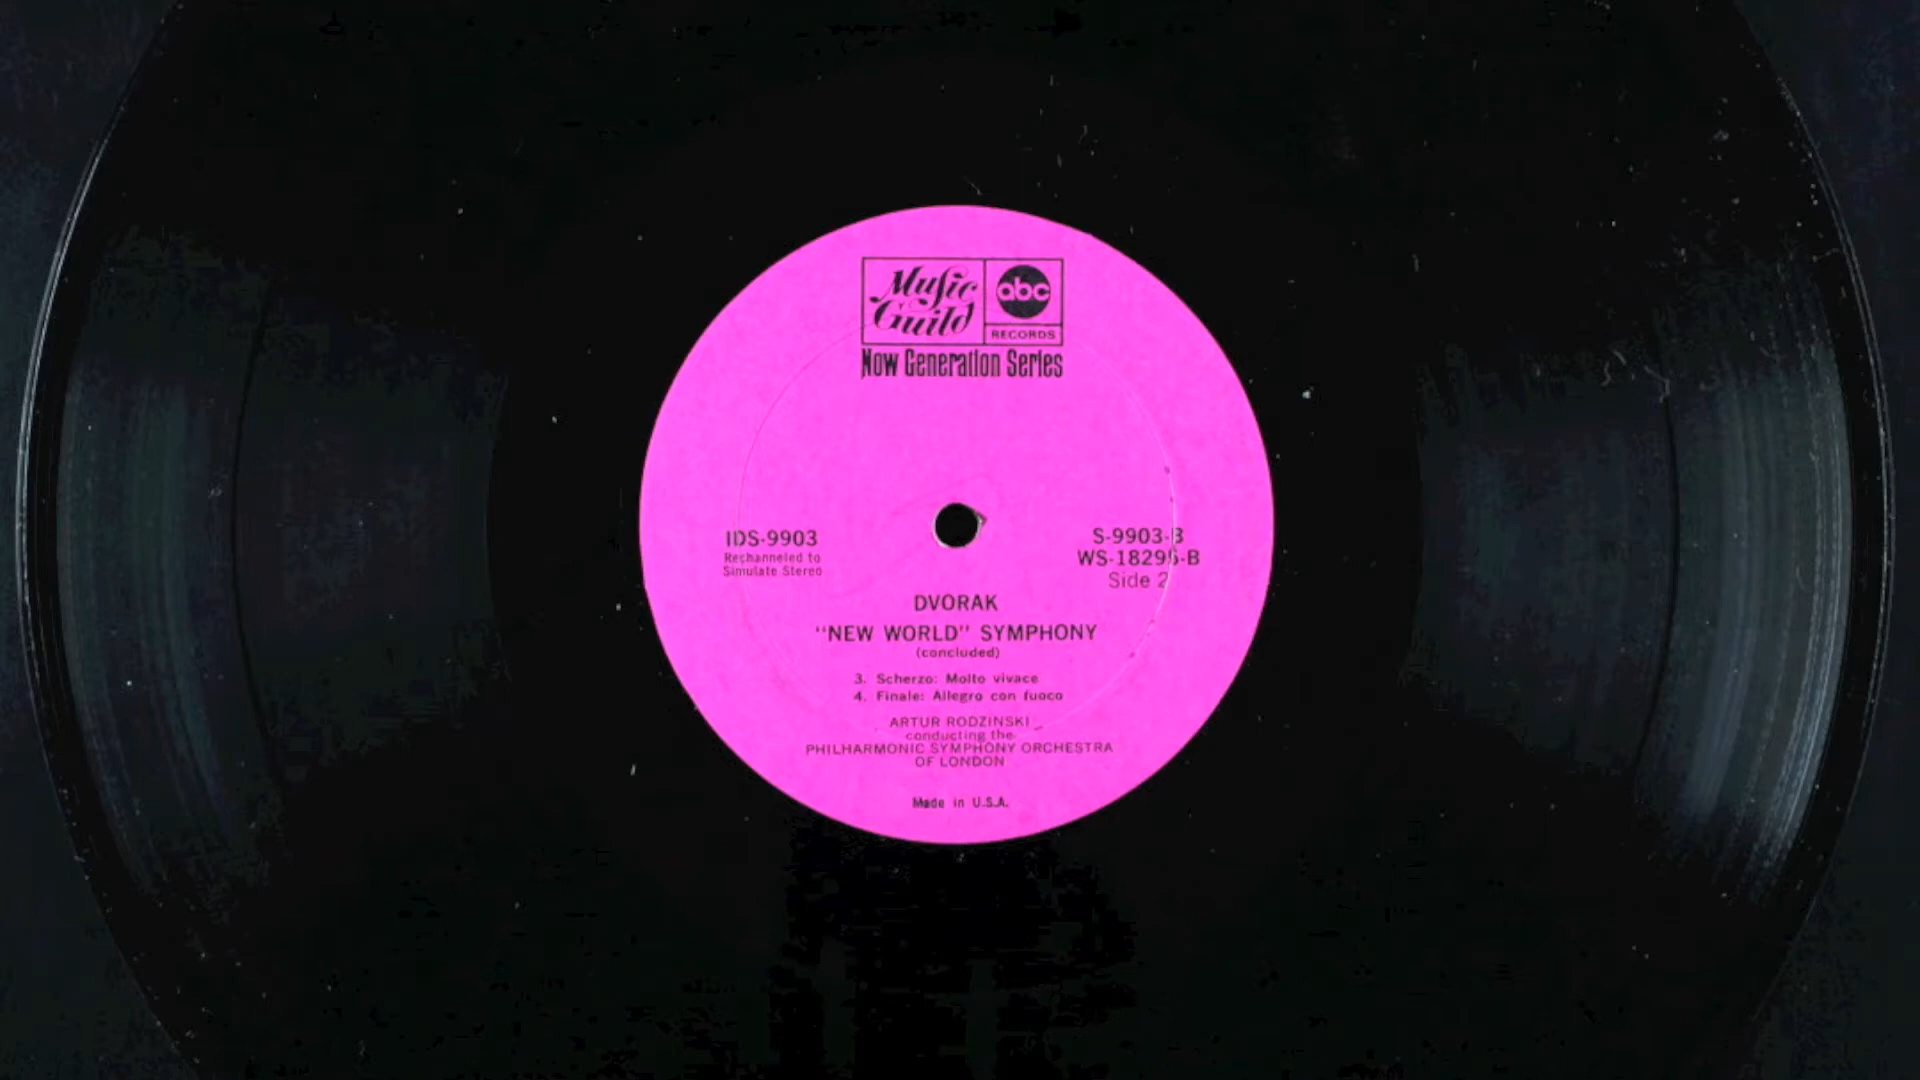 Music
Guild
abc
RECORDS
Now Generation Series
IDS-9903
Rechanneled to
Simulate Stereo
S-9903-B
WS-18296-B
Side 2
DVORAK
"NEW WORLD" SYMPHONY
(concluded)
3. Scherzo: Molto vivace
4. Finale: Allegro con fuoco
ARTUR RODZINSKI
conducting the
PHILHARMONIC SYMPHONY ORCHESTRA
OF LONDON
Made in U.S.A.